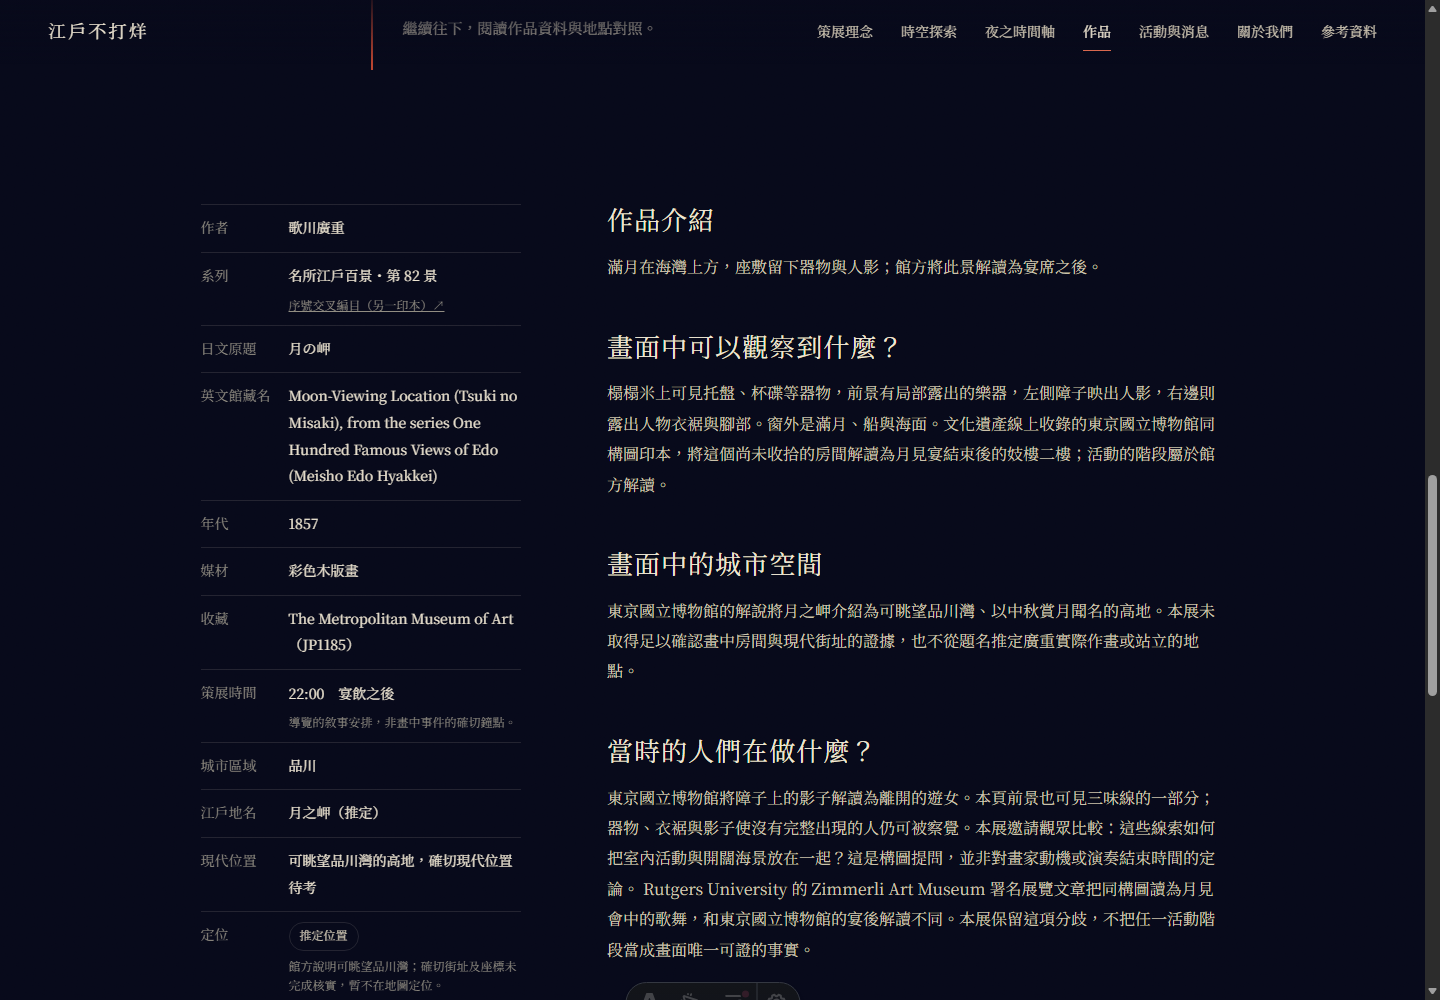 江戶不打烊
繼續往下，閱讀作品資料與地點對照。
策展理念
時空探索
夜之時間軸
作品
活動與消息
關於我們
參考資料
作者
歌川廣重
系列
名所江戶百景・第 82 景
序號交叉編目（另一印本）↗
日文原題
月の岬
英文館藏名
Moon-Viewing Location (Tsuki no
Misaki), from the series One
Hundred Famous Views of Edo
(Meisho Edo Hyakkei)
年代
1857
媒材
彩色木版畫
收藏
The Metropolitan Museum of Art
（JP1185）
策展時間
22:00　宴飲之後
導覽的敘事安排，非畫中事件的確切鐘點。
城市區域
品川
江戶地名
月之岬（推定）
現代位置
可眺望品川灣的高地，確切現代位置
待考
定位
推定位置
館方說明可眺望品川灣；確切街址及座標未
完成核實，暫不在地圖定位。
作品介紹
滿月在海灣上方，座敷留下器物與人影；館方將此景解讀為宴席之後。
畫面中可以觀察到什麼？
榻榻米上可見托盤、杯碟等器物，前景有局部露出的樂器，左側障子映出人影，右邊則
露出人物衣裾與腳部。窗外是滿月、船與海面。文化遺產線上收錄的東京國立博物館同
構圖印本，將這個尚未收拾的房間解讀為月見宴結束後的妓樓二樓；活動的階段屬於館
方解讀。
畫面中的城市空間
東京國立博物館的解說將月之岬介紹為可眺望品川灣、以中秋賞月聞名的高地。本展未
取得足以確認畫中房間與現代街址的證據，也不從題名推定廣重實際作畫或站立的地
點。
當時的人們在做什麼？
東京國立博物館將障子上的影子解讀為離開的遊女。本頁前景也可見三味線的一部分；
器物、衣裾與影子使沒有完整出現的人仍可被察覺。本展邀請觀眾比較：這些線索如何
把室內活動與開闊海景放在一起？這是構圖提問，並非對畫家動機或演奏結束時間的定
論。 Rutgers University 的 Zimmerli Art Museum 署名展覽文章把同構圖讀為月見
會中的歌舞，和東京國立博物館的宴後解讀不同。本展保留這項分歧，不把任一活動階
段當成畫面唯一可證的事實。